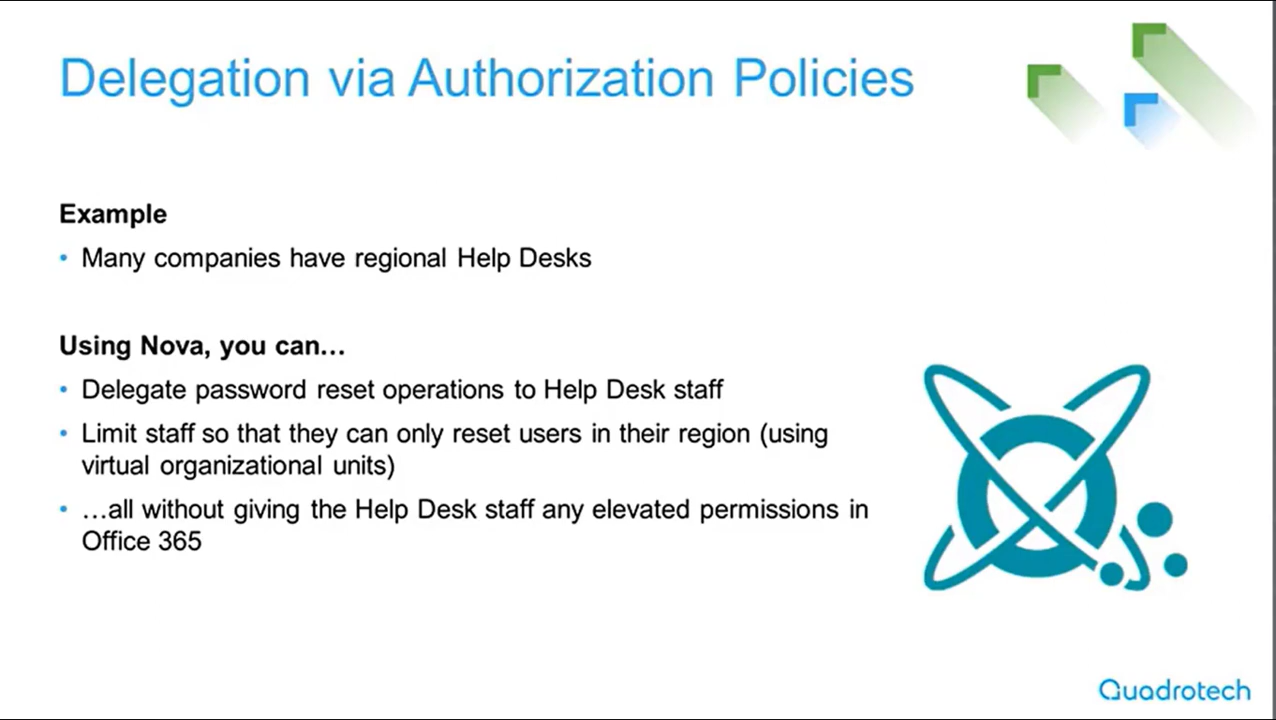 Delegation via Authorization Policies
Example
• Many companies have regional Help Desks
Using Nova, you can…
• Delegate password reset operations to Help Desk staff
• Limit staff so that they can only reset users in their region (using
virtual organizational units)
• …all without giving the Help Desk staff any elevated permissions in
Office 365
Quadrotech